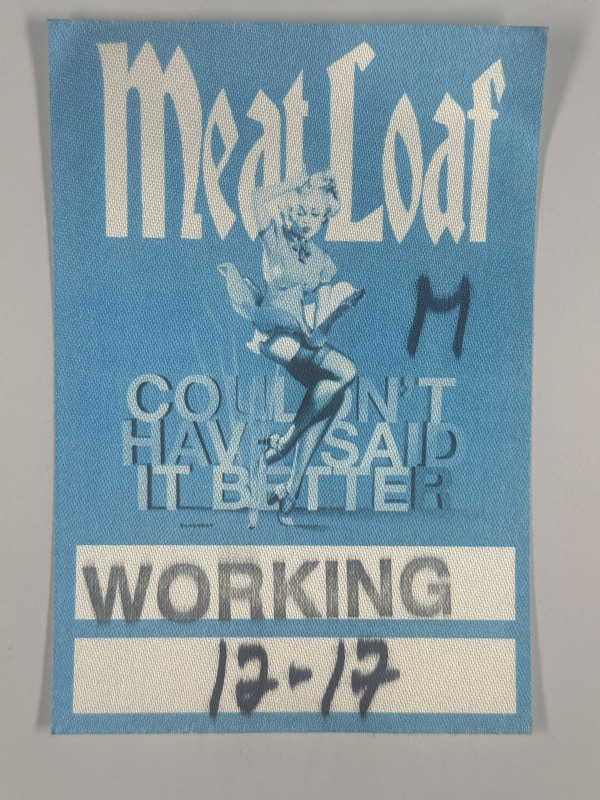 Meat Loaf
M
COULDN'T
HAVE SAID
IT BETTER
WORKING
12-17